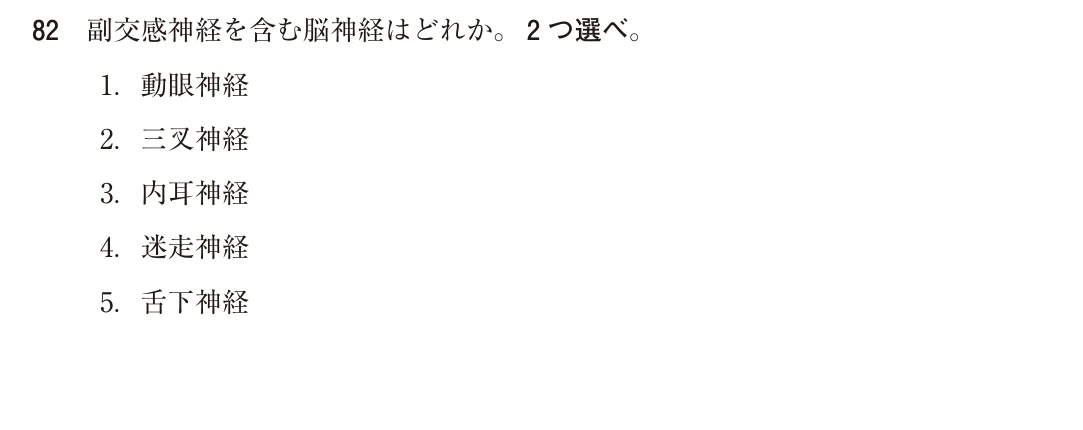 82 副交感神経を含む脳神経はどれか。2つ選べ。
1. 動眼神経
2. 三叉神経
3. 内耳神経
4. 迷走神経
5. 舌下神経